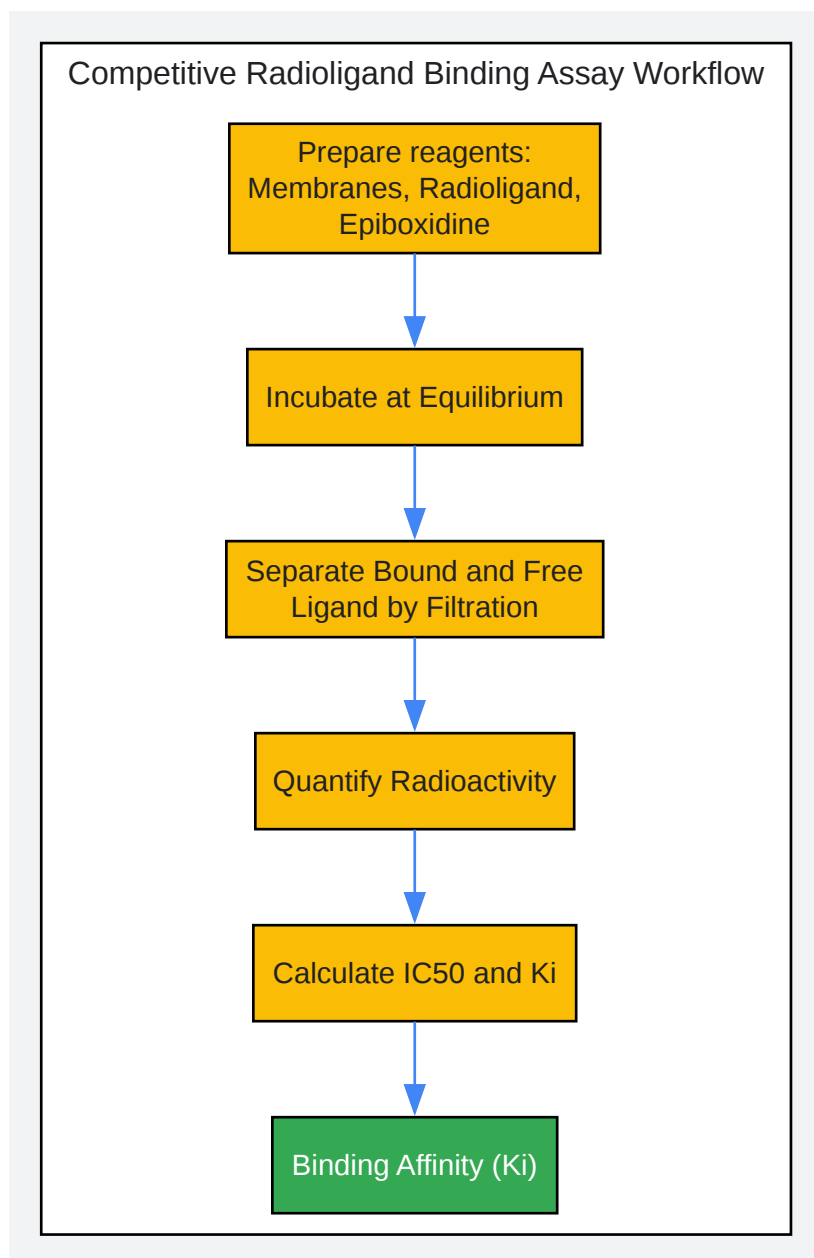 Competitive Radioligand Binding Assay Workflow
Prepare reagents:
Membranes, Radioligand,
Epiboxidine
Incubate at Equilibrium
Separate Bound and Free
Ligand by Filtration
Quantify Radioactivity
Calculate IC50 and Ki
Binding Affinity (Ki)